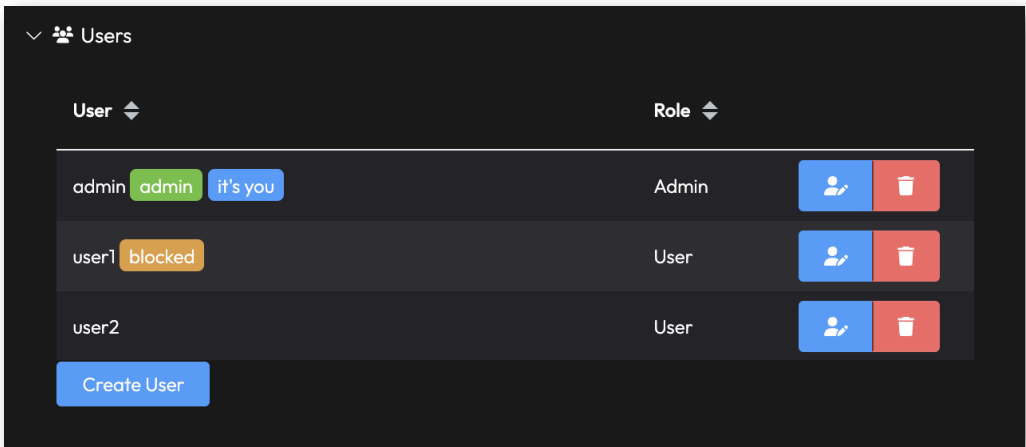 Users
User Role
admin admin it's you Admin
user1 blocked User
user2 User
Create User